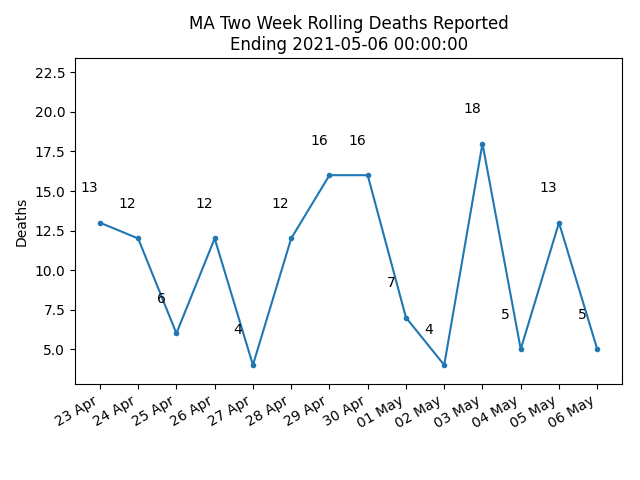 MA Two Week Rolling Deaths Reported
Ending 2021-05-06 00:00:00
Deaths
22.5
20.0
17.5
15.0
12.5
10.0
7.5
5.0
13
12
6
12
4
12
16
16
7
4
18
5
13
5
23 Apr
24 Apr
25 Apr
26 Apr
27 Apr
28 Apr
29 Apr
30 Apr
01 May
02 May
03 May
04 May
05 May
06 May